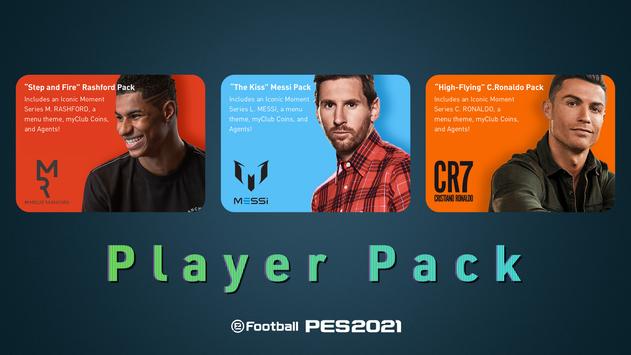 "Step and Fire" Rashford Pack
Includes an Iconic Moment
Series M. RASHFORD, a
menu theme, myClub Coins,
and Agents!
MR
MARCUS RASHFORD
"The Kiss" Messi Pack
Includes an Iconic Moment
Series L. MESSI, a menu
theme, myClub Coins, and
Agents!
M
MESSI
"High-Flying" C.Ronaldo Pack
Includes an Iconic Moment
Series C. RONALDO, a
menu theme, myClub Coins,
and Agents!
CR7
CRISTIANO RONALDO
Player Pack
eFootball PES2021